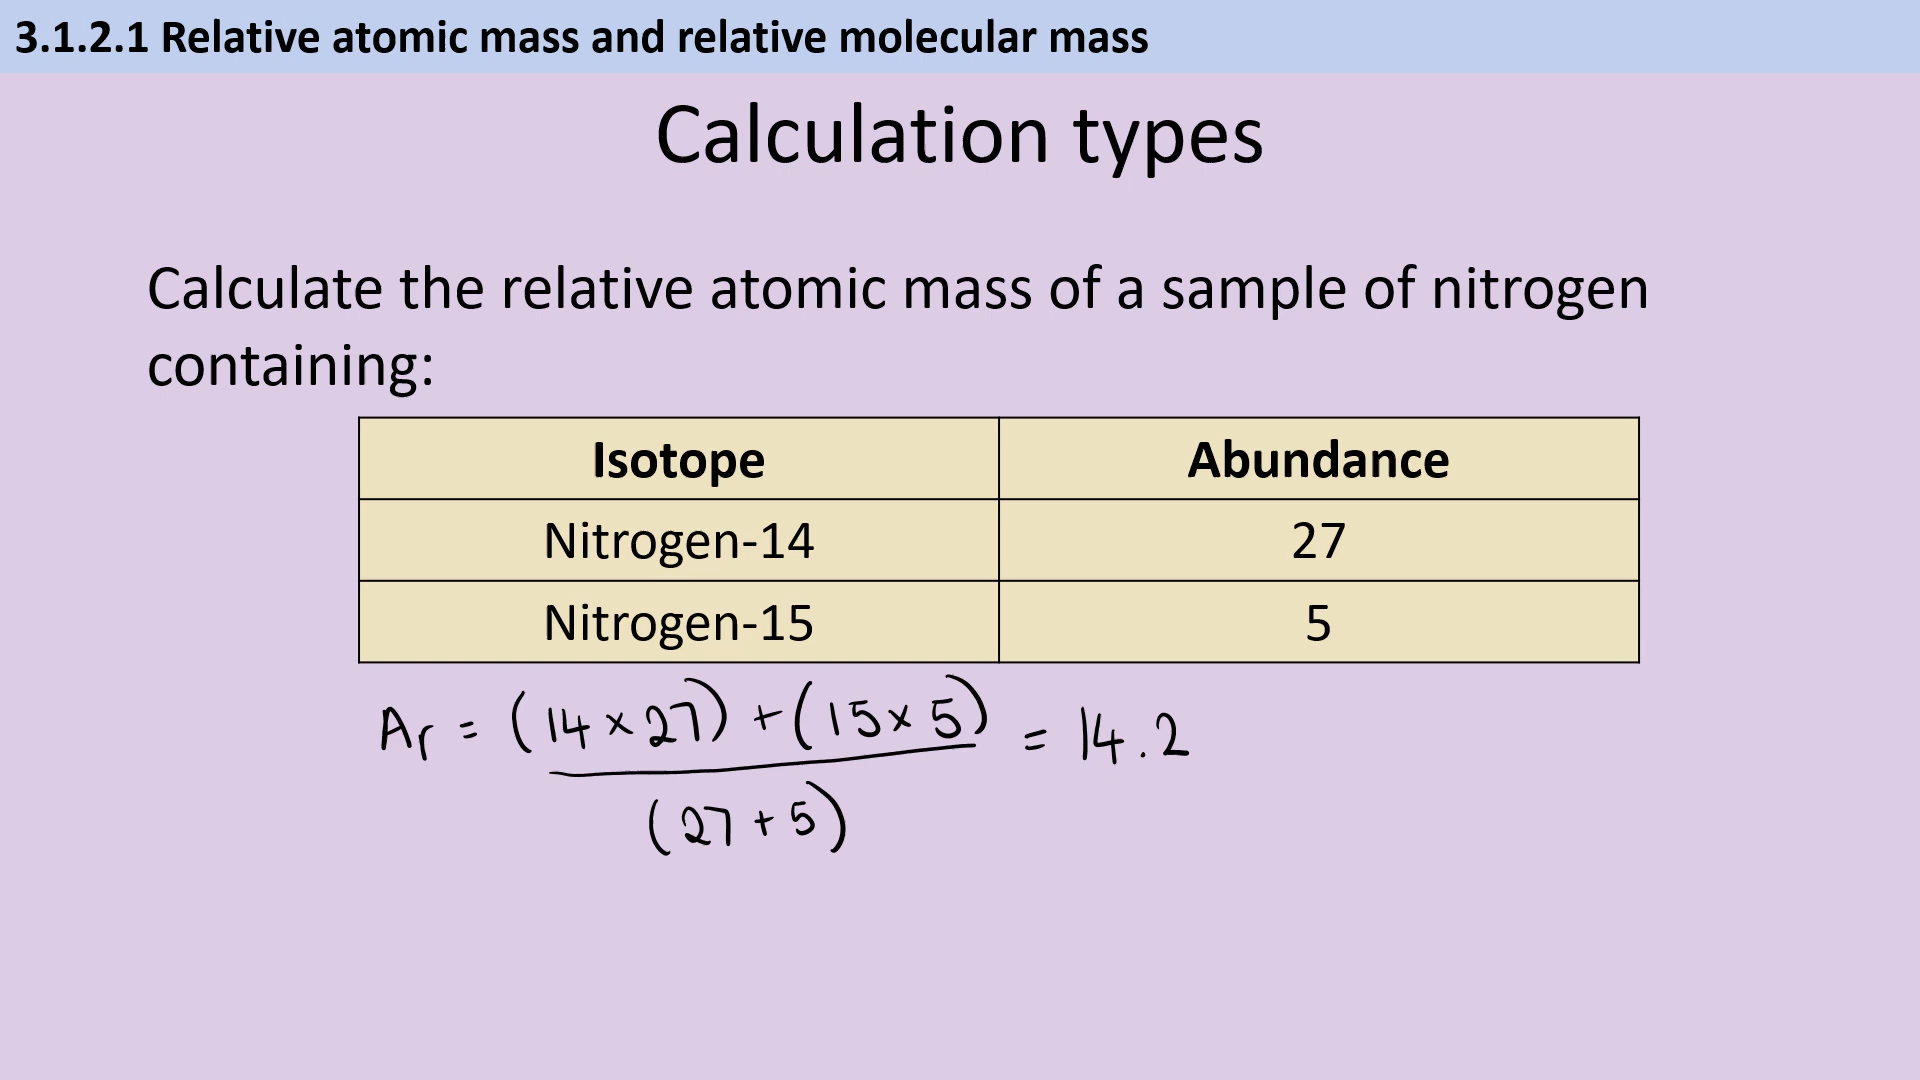 3.1.2.1 Relative atomic mass and relative molecular mass
Calculation types
Calculate the relative atomic mass of a sample of nitrogen
containing:
Isotope Abundance
Nitrogen-14 27
Nitrogen-15 5
Ar = (14 × 27) + (15 × 5) = 14.2
(27 + 5)